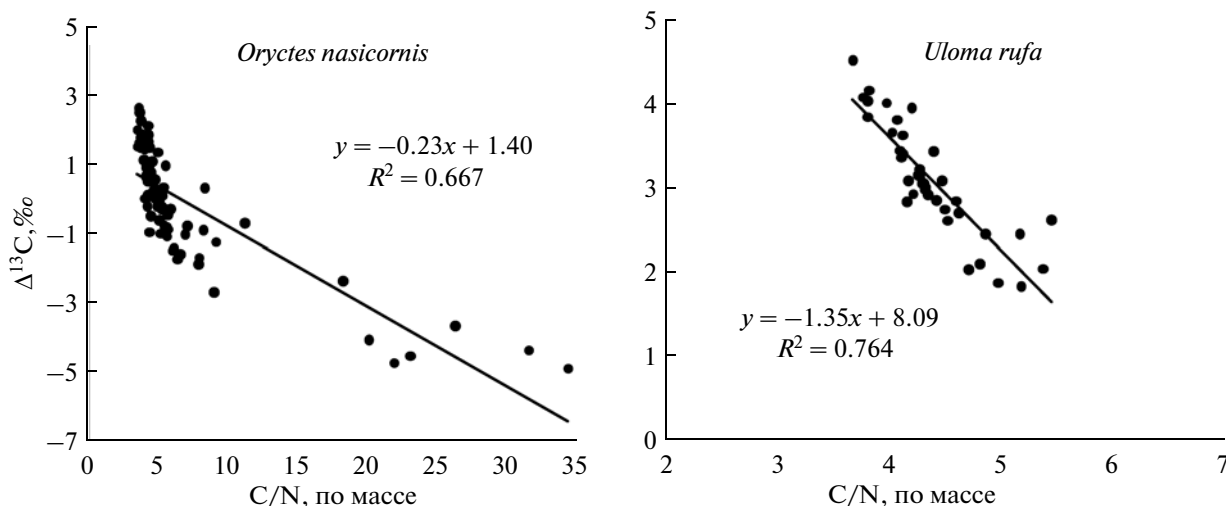 Oryctes nasicornis
y = −0.23x + 1.40
R² = 0.667
Δ¹³C, ‰
5
3
1
−1
−3
−5
−7
0 5 10 15 20 25 30 35
C/N, по массе
Uloma rufa
y = −1.35x + 8.09
R² = 0.764
5
4
3
2
1
0
2 3 4 5 6 7
C/N, по массе